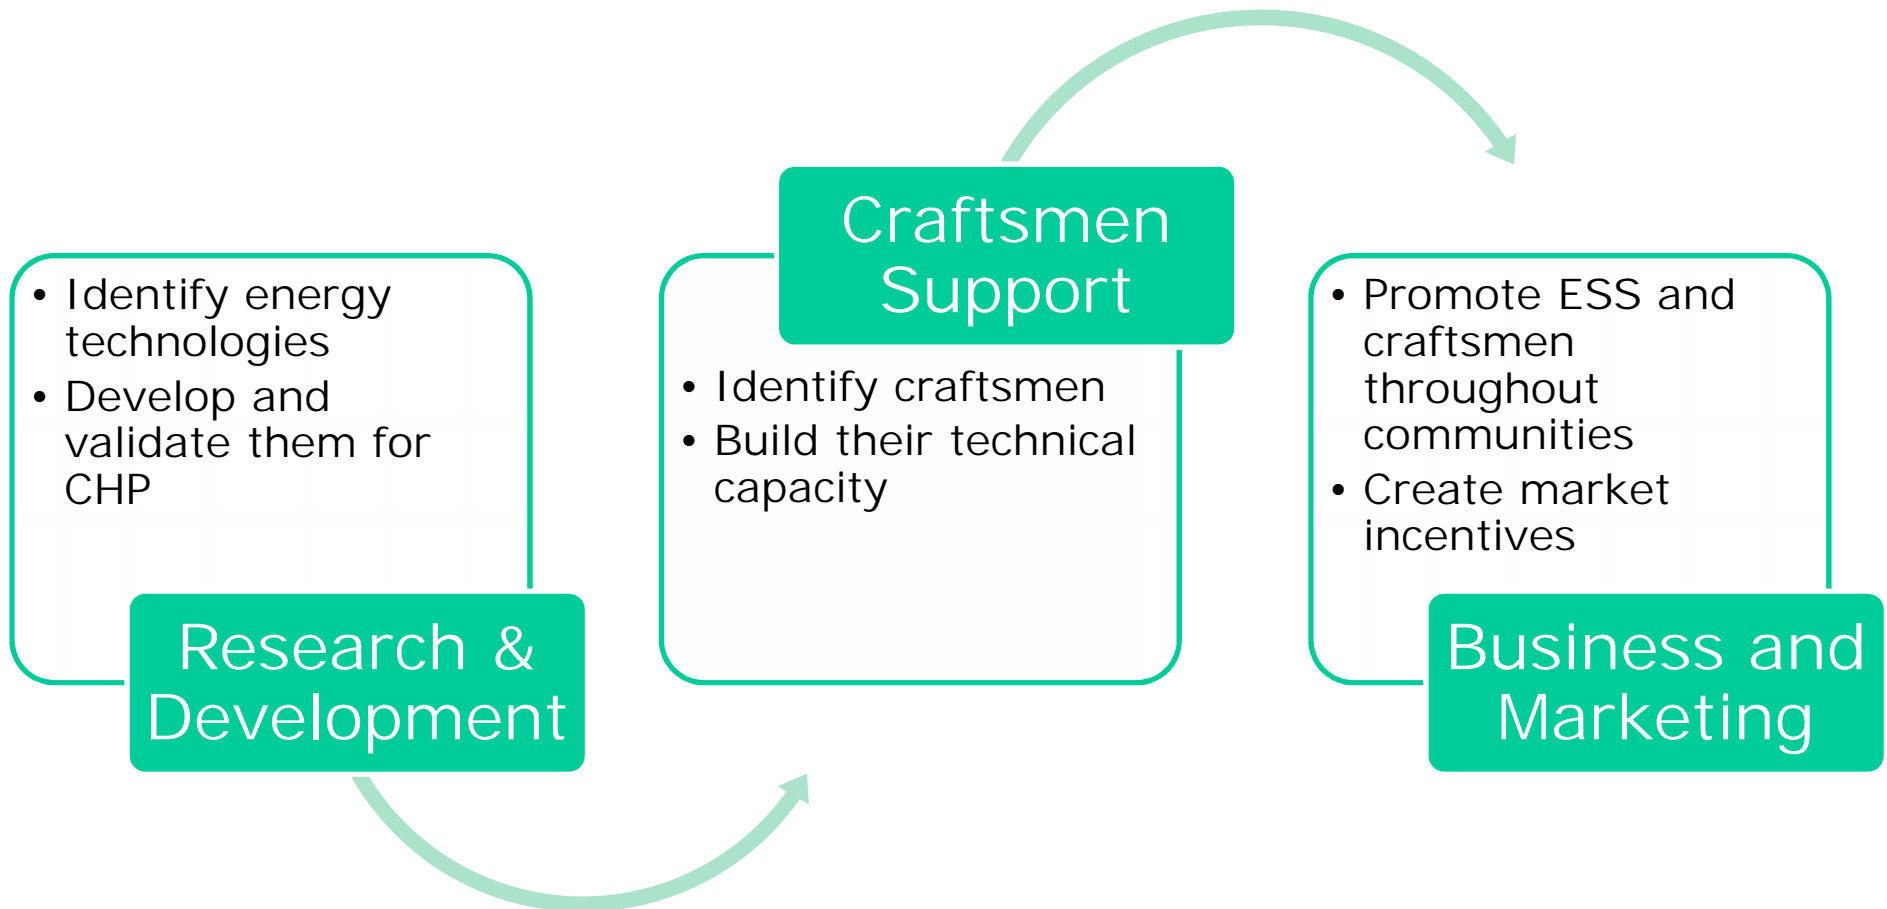 • Identify energy
technologies
• Develop and
validate them for
CHP
Research &
Development
Craftsmen
Support
• Identify craftsmen
• Build their technical
capacity
• Promote ESS and
craftsmen
throughout
communities
• Create market
incentives
Business and
Marketing